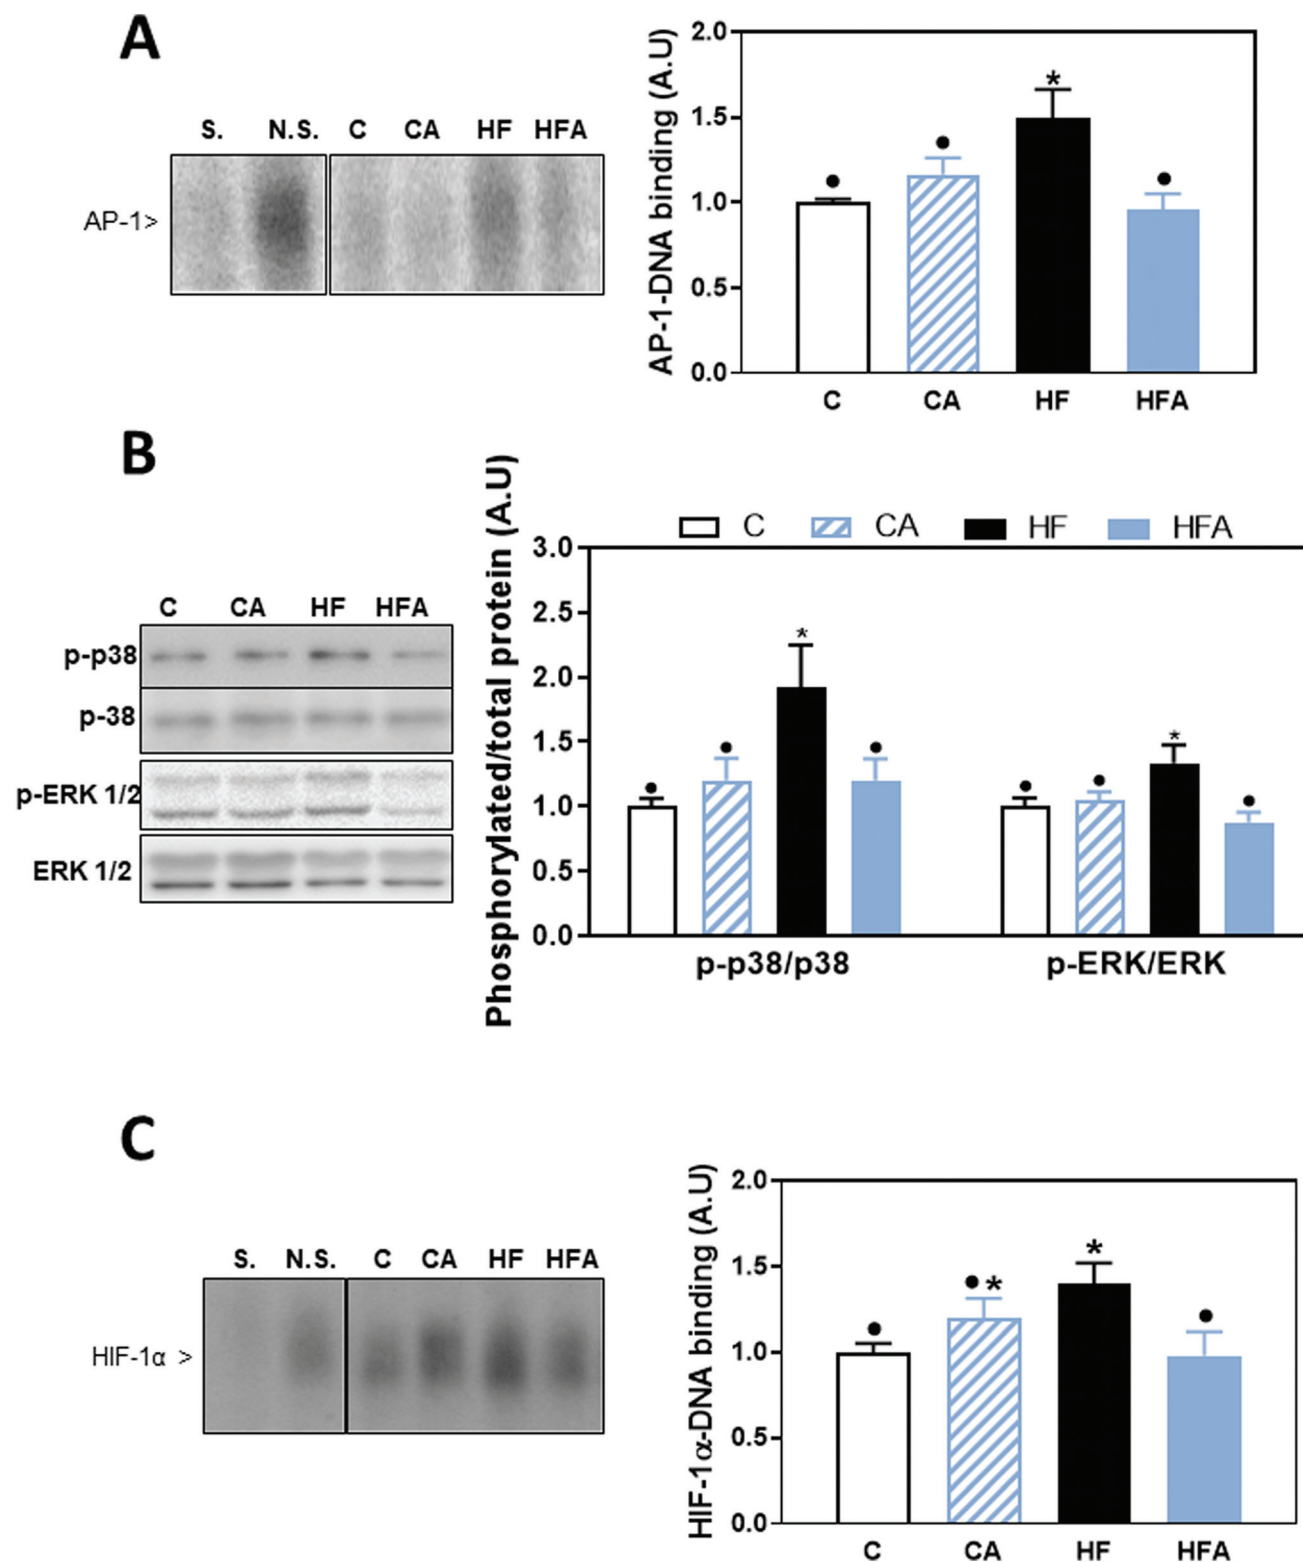 A
S. N.S. C CA HF HFA
AP-1>
AP-1-DNA binding (A.U)
2.0
1.5
1.0
0.5
0.0
*
● ● ●
C CA HF HFA
B
C CA HF HFA
p-p38
p-38
p-ERK 1/2
ERK 1/2
Phosphorylated/total protein (A.U)
C CA HF HFA
3.0
2.5
2.0
1.5
1.0
0.5
0.0
* *
● ● ● ● ● ●
p-p38/p38 p-ERK/ERK
C
S. N.S. C CA HF HFA
HIF-1α >
HIF-1α-DNA binding (A.U)
2.0
1.5
1.0
0.5
0.0
● ●* * ●
C CA HF HFA